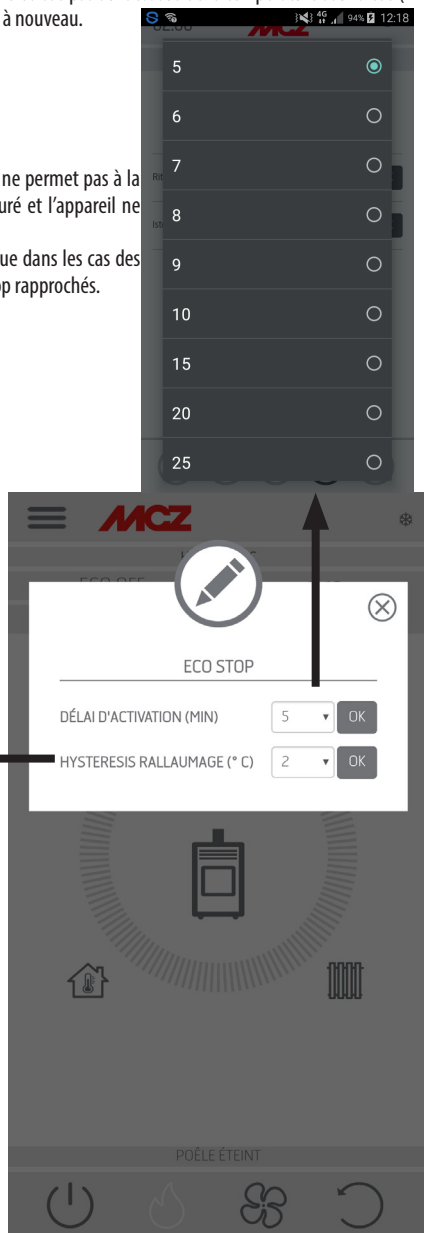 à nouveau.
4G 94% 12:18
02:00 MCZ
5
6
7
8
9
10
15
20
25
ne permet pas à la
uré et l'appareil ne
ue dans les cas des
op rapprochés.
MCZ
ECO STOP
DÉLAI D'ACTIVATION (MIN) 5 OK
HYSTERESIS RALLAUMAGE (° C) 2 OK
POÊLE ÉTEINT